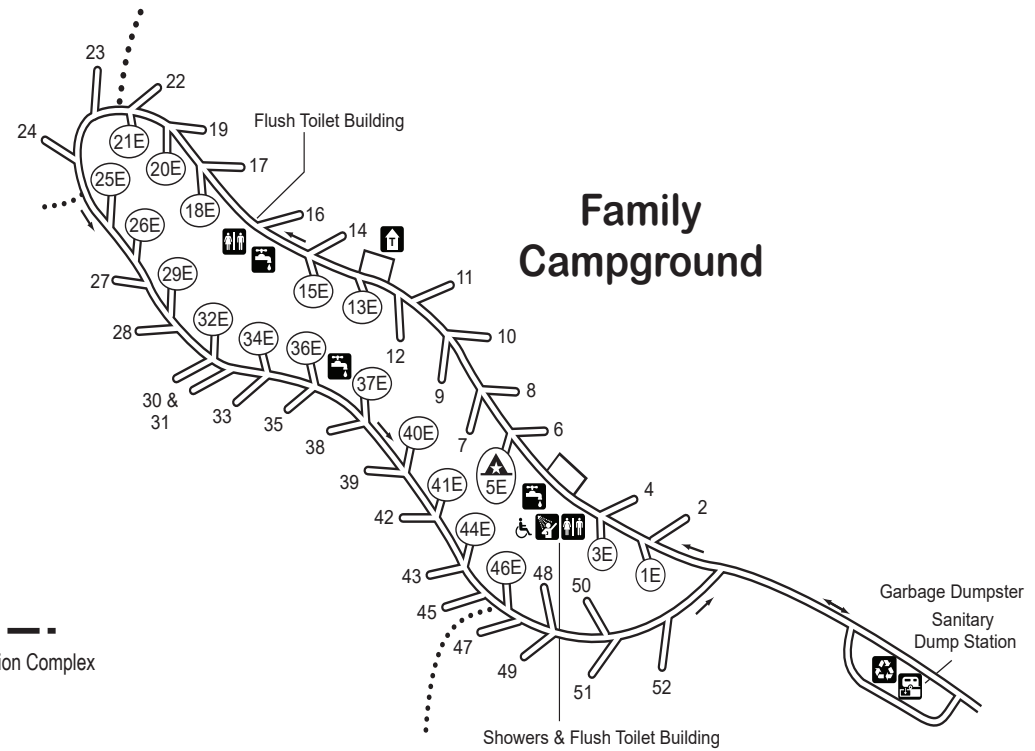 23
22
Flush Toilet Building
24
19
21E
20E
17
25E
18E
16
Family
Campground
26E
14
T
27
29E
15E
13E
11
28
32E
34E
36E
12
10
30 &
31
33
35
37E
9
8
38
40E
7
6
39
41E
5E
4
2
42
44E
3E
1E
43
46E
48
50
45
47
49
51
52
Garbage Dumpster
Sanitary
Dump Station
ion Complex
Showers & Flush Toilet Building